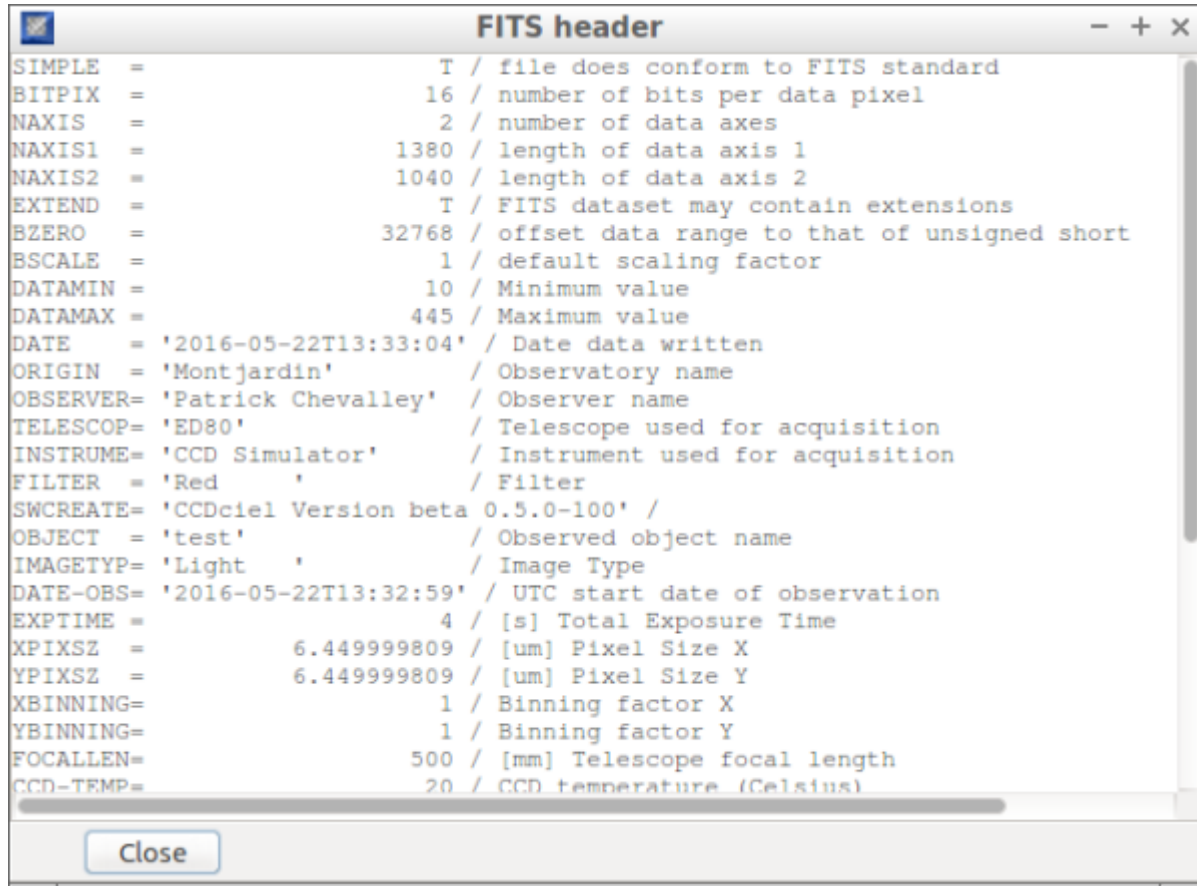 FITS header
SIMPLE  =                    T / file does conform to FITS standard
BITPIX  =                   16 / number of bits per data pixel
NAXIS   =                    2 / number of data axes
NAXIS1  =                 1380 / length of data axis 1
NAXIS2  =                 1040 / length of data axis 2
EXTEND  =                    T / FITS dataset may contain extensions
BZERO   =                32768 / offset data range to that of unsigned short
BSCALE  =                    1 / default scaling factor
DATAMIN =                   10 / Minimum value
DATAMAX =                  445 / Maximum value
DATE    = '2016-05-22T13:33:04' / Date data written
ORIGIN  = 'Montjardin'         / Observatory name
OBSERVER= 'Patrick Chevalley'  / Observer name
TELESCOP= 'ED80'               / Telescope used for acquisition
INSTRUME= 'CCD Simulator'      / Instrument used for acquisition
FILTER  = 'Red     '           / Filter
SWCREATE= 'CCDciel Version beta 0.5.0-100' /
OBJECT  = 'test'               / Observed object name
IMAGETYP= 'Light   '           / Image Type
DATE-OBS= '2016-05-22T13:32:59' / UTC start date of observation
EXPTIME =                    4 / [s] Total Exposure Time
XPIXSZ  =          6.449999809 / [um] Pixel Size X
YPIXSZ  =          6.449999809 / [um] Pixel Size Y
XBINNING=                    1 / Binning factor X
YBINNING=                    1 / Binning factor Y
FOCALLEN=                  500 / [mm] Telescope focal length
CCD-TEMP=                   20 / CCD temperature (Celsius)
Close